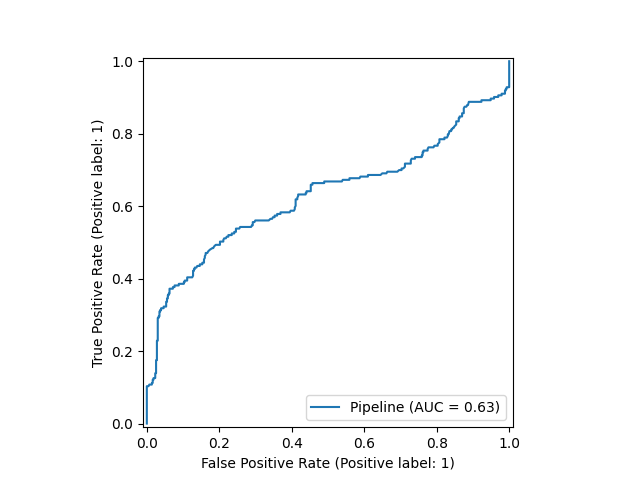 1.0
0.8
0.6
0.4
0.2
0.0
True Positive Rate (Positive label: 1)
Pipeline (AUC = 0.63)
0.0 0.2 0.4 0.6 0.8 1.0
False Positive Rate (Positive label: 1)